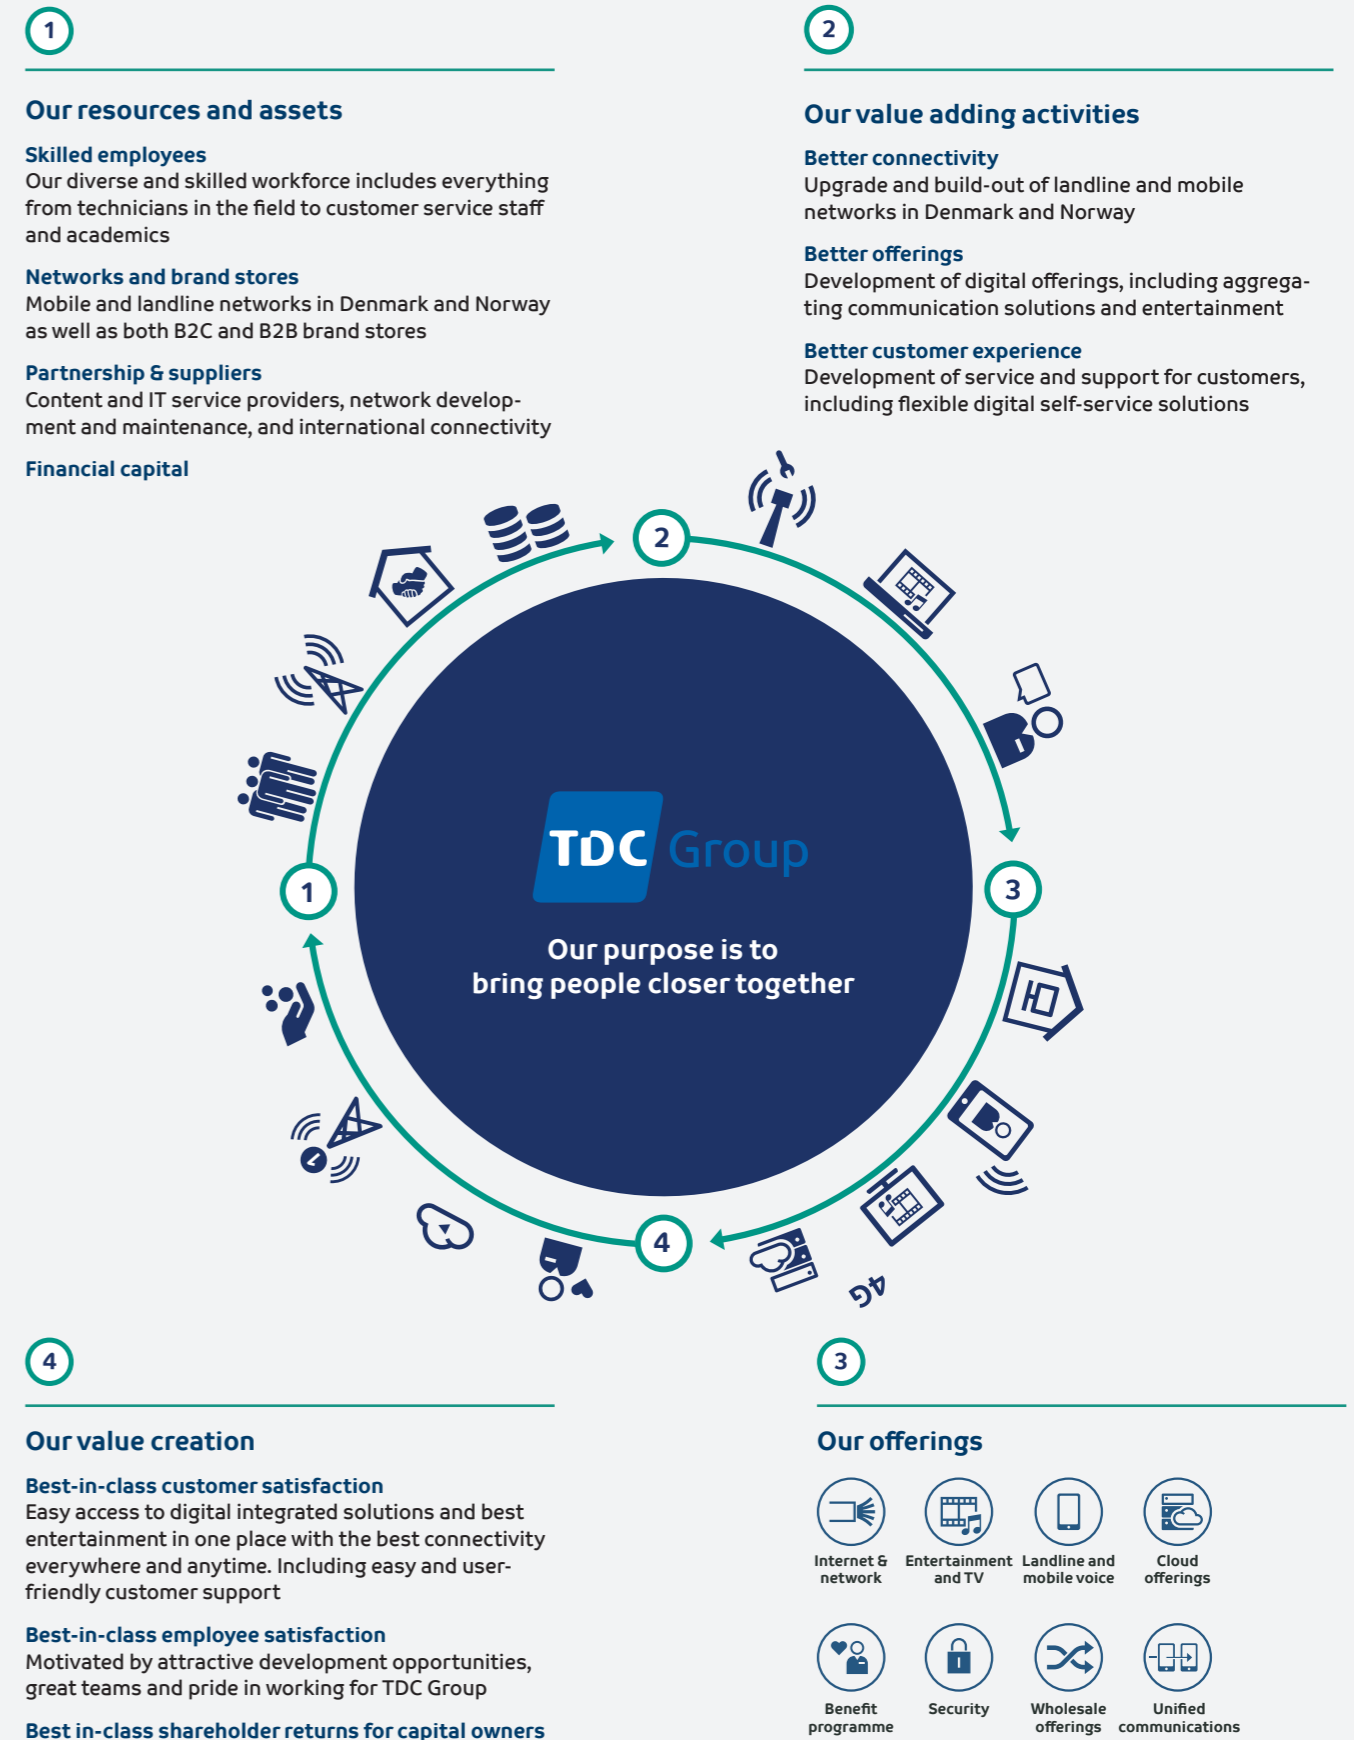 1
Our resources and assets
Skilled employees
Our diverse and skilled workforce includes everything
from technicians in the field to customer service staff
and academics
Networks and brand stores
Mobile and landline networks in Denmark and Norway
as well as both B2C and B2B brand stores
Partnership & suppliers
Content and IT service providers, network develop-
ment and maintenance, and international connectivity
Financial capital
2
Our value adding activities
Better connectivity
Upgrade and build-out of landline and mobile
networks in Denmark and Norway
Better offerings
Development of digital offerings, including aggrega-
ting communication solutions and entertainment
Better customer experience
Development of service and support for customers,
including flexible digital self-service solutions
2
1
3
4
TDC Group
Our purpose is to
bring people closer together
4G
4
Our value creation
Best-in-class customer satisfaction
Easy access to digital integrated solutions and best
entertainment in one place with the best connectivity
everywhere and anytime. Including easy and user-
friendly customer support
Best-in-class employee satisfaction
Motivated by attractive development opportunities,
great teams and pride in working for TDC Group
Best in-class shareholder returns for capital owners
3
Our offerings
Internet &
network
Entertainment
and TV
Landline and
mobile voice
Cloud
offerings
Benefit
programme
Security
Wholesale
offerings
Unified
communications